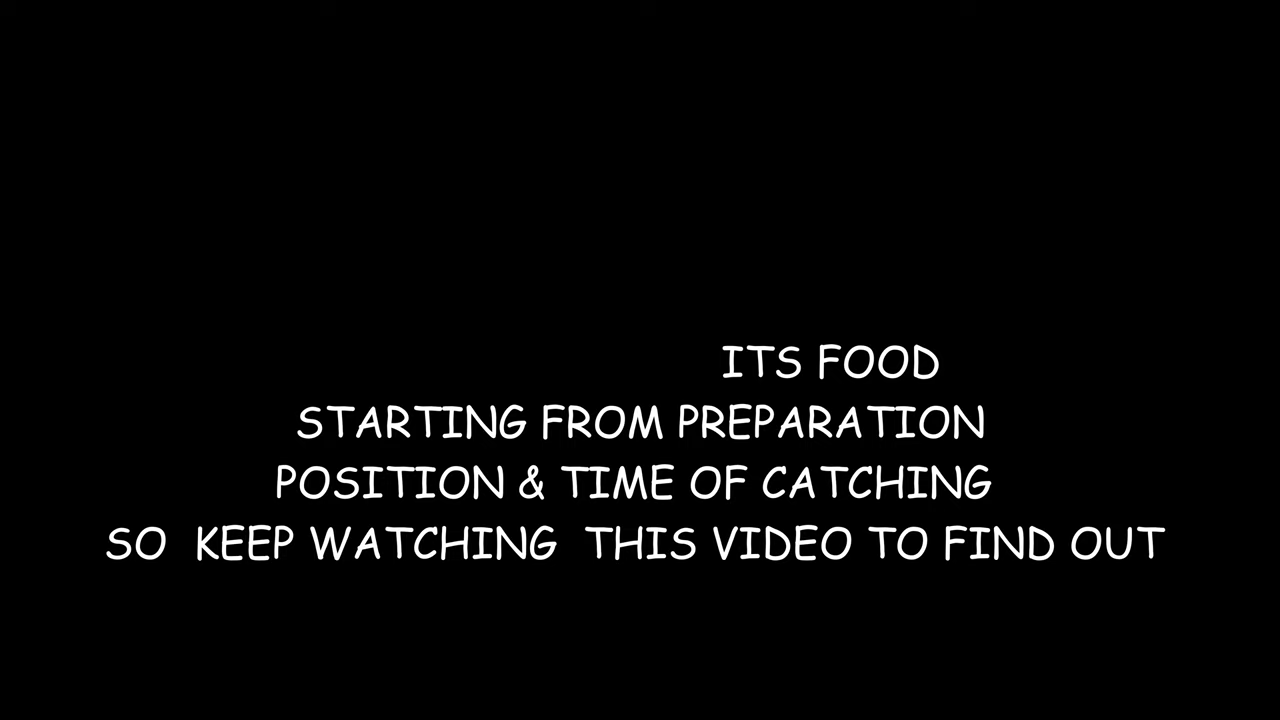 ITS FOOD
STARTING FROM PREPARATION
POSITION & TIME OF CATCHING
SO KEEP WATCHING THIS VIDEO TO FIND OUT